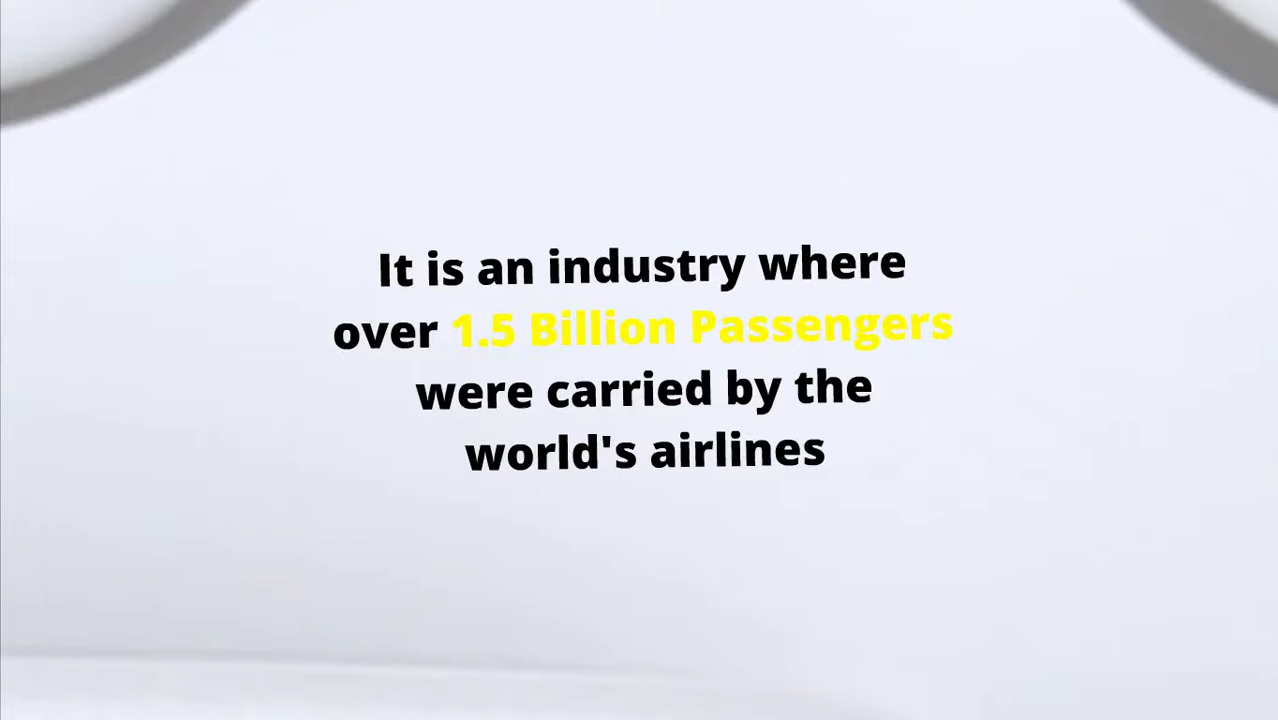 It is an industry where
over 1.5 Billion Passengers
were carried by the
world's airlines